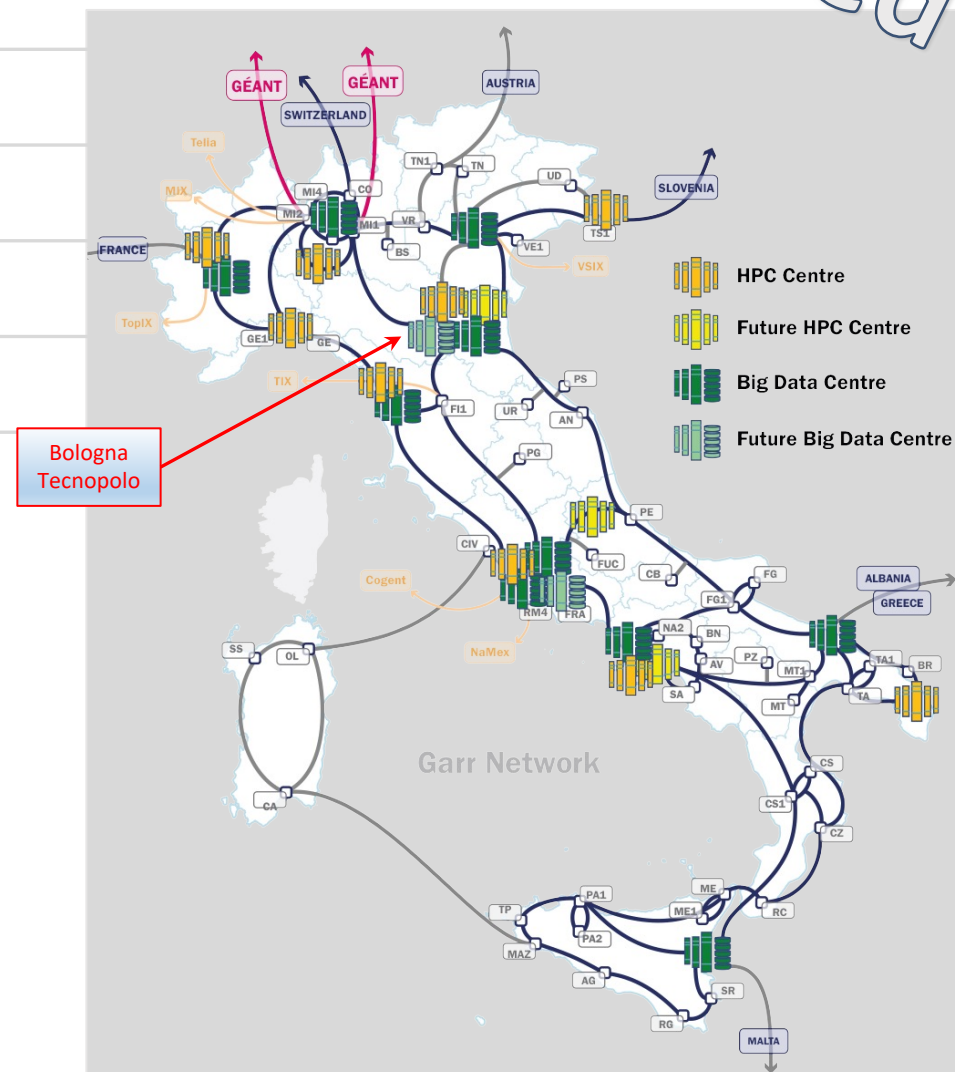 ed
GÉANT
GÉANT
AUSTRIA
SWITZERLAND
Telia
TN1
TN
MIX
MI4
CO
UD
SLOVENIA
MI2
MI1
VR
TS1
FRANCE
BS
VE1
VSIX
HPC Centre
TopIX
Future HPC Centre
GE1
GE
TIX
PS
Big Data Centre
FI1
UR
AN
Future Big Data Centre
Bologna
Tecnopolo
PG
PE
CIV
FUC
CB
FG
Cogent
ALBANIA
FG1
GREECE
RM4
FRA
NA2
BN
NaMex
SS
OL
AV
PZ
MT1
TA1
BR
SA
MT
TA
Garr Network
CS
CA
CS1
CZ
PA1
ME
TP
ME1
RC
PA2
MAZ
AG
SR
RG
MALTA